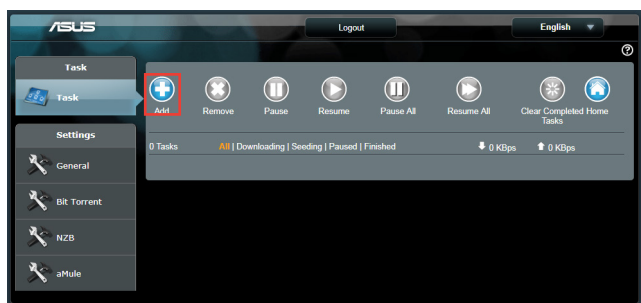 ASUS
Logout
English
Task
Task
Add
Remove
Pause
Resume
Pause All
Resume All
Clear Completed Tasks
Home
0 Tasks
All | Downloading | Seeding | Paused | Finished
0 KBps
0 KBps
Settings
General
Bit Torrent
NZB
aMule